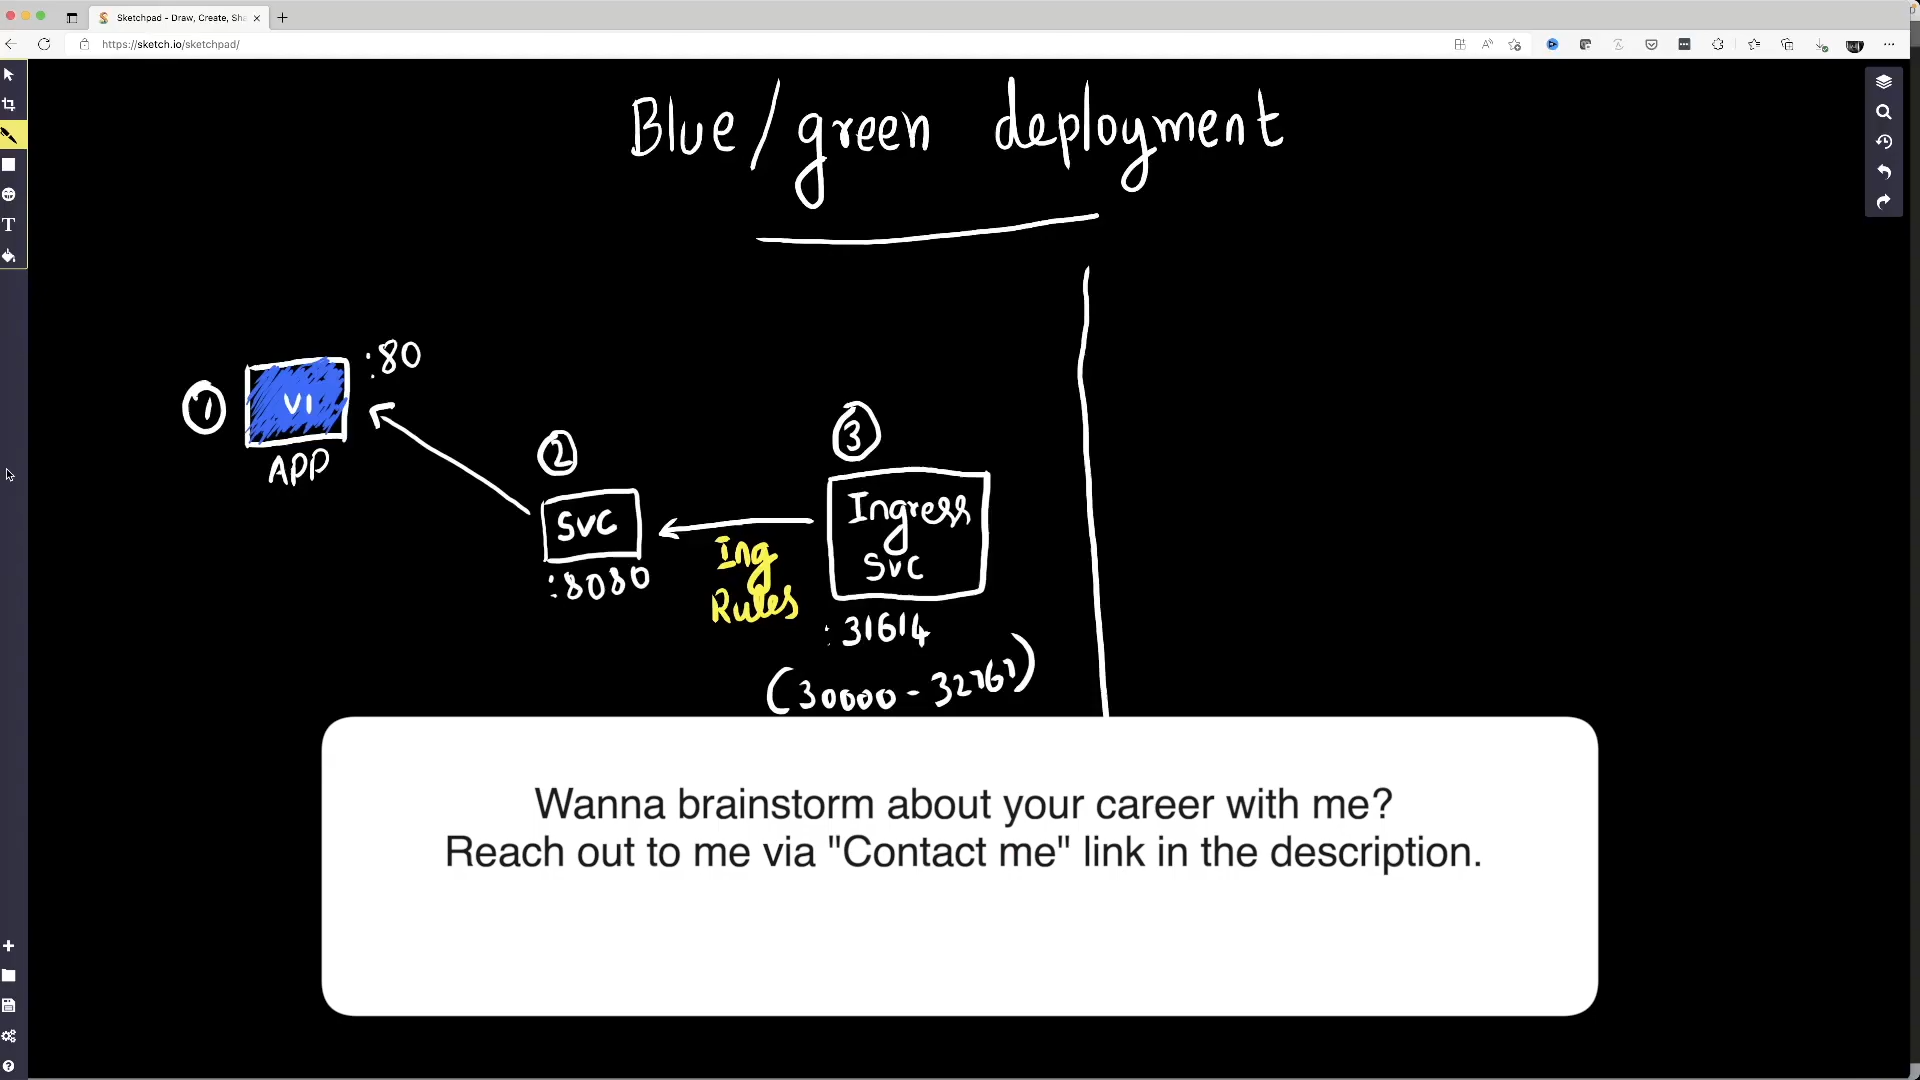 Sketchpad - Draw, Create, Sha
https://sketch.io/sketchpad/
Blue/green deployment
:80
1
V1
APP
2
SVC
:8080
Ing
Rules
3
Ingress
SVC
:31614
(30000 - 32767)
Wanna brainstorm about your career with me?
Reach out to me via "Contact me" link in the description.
T